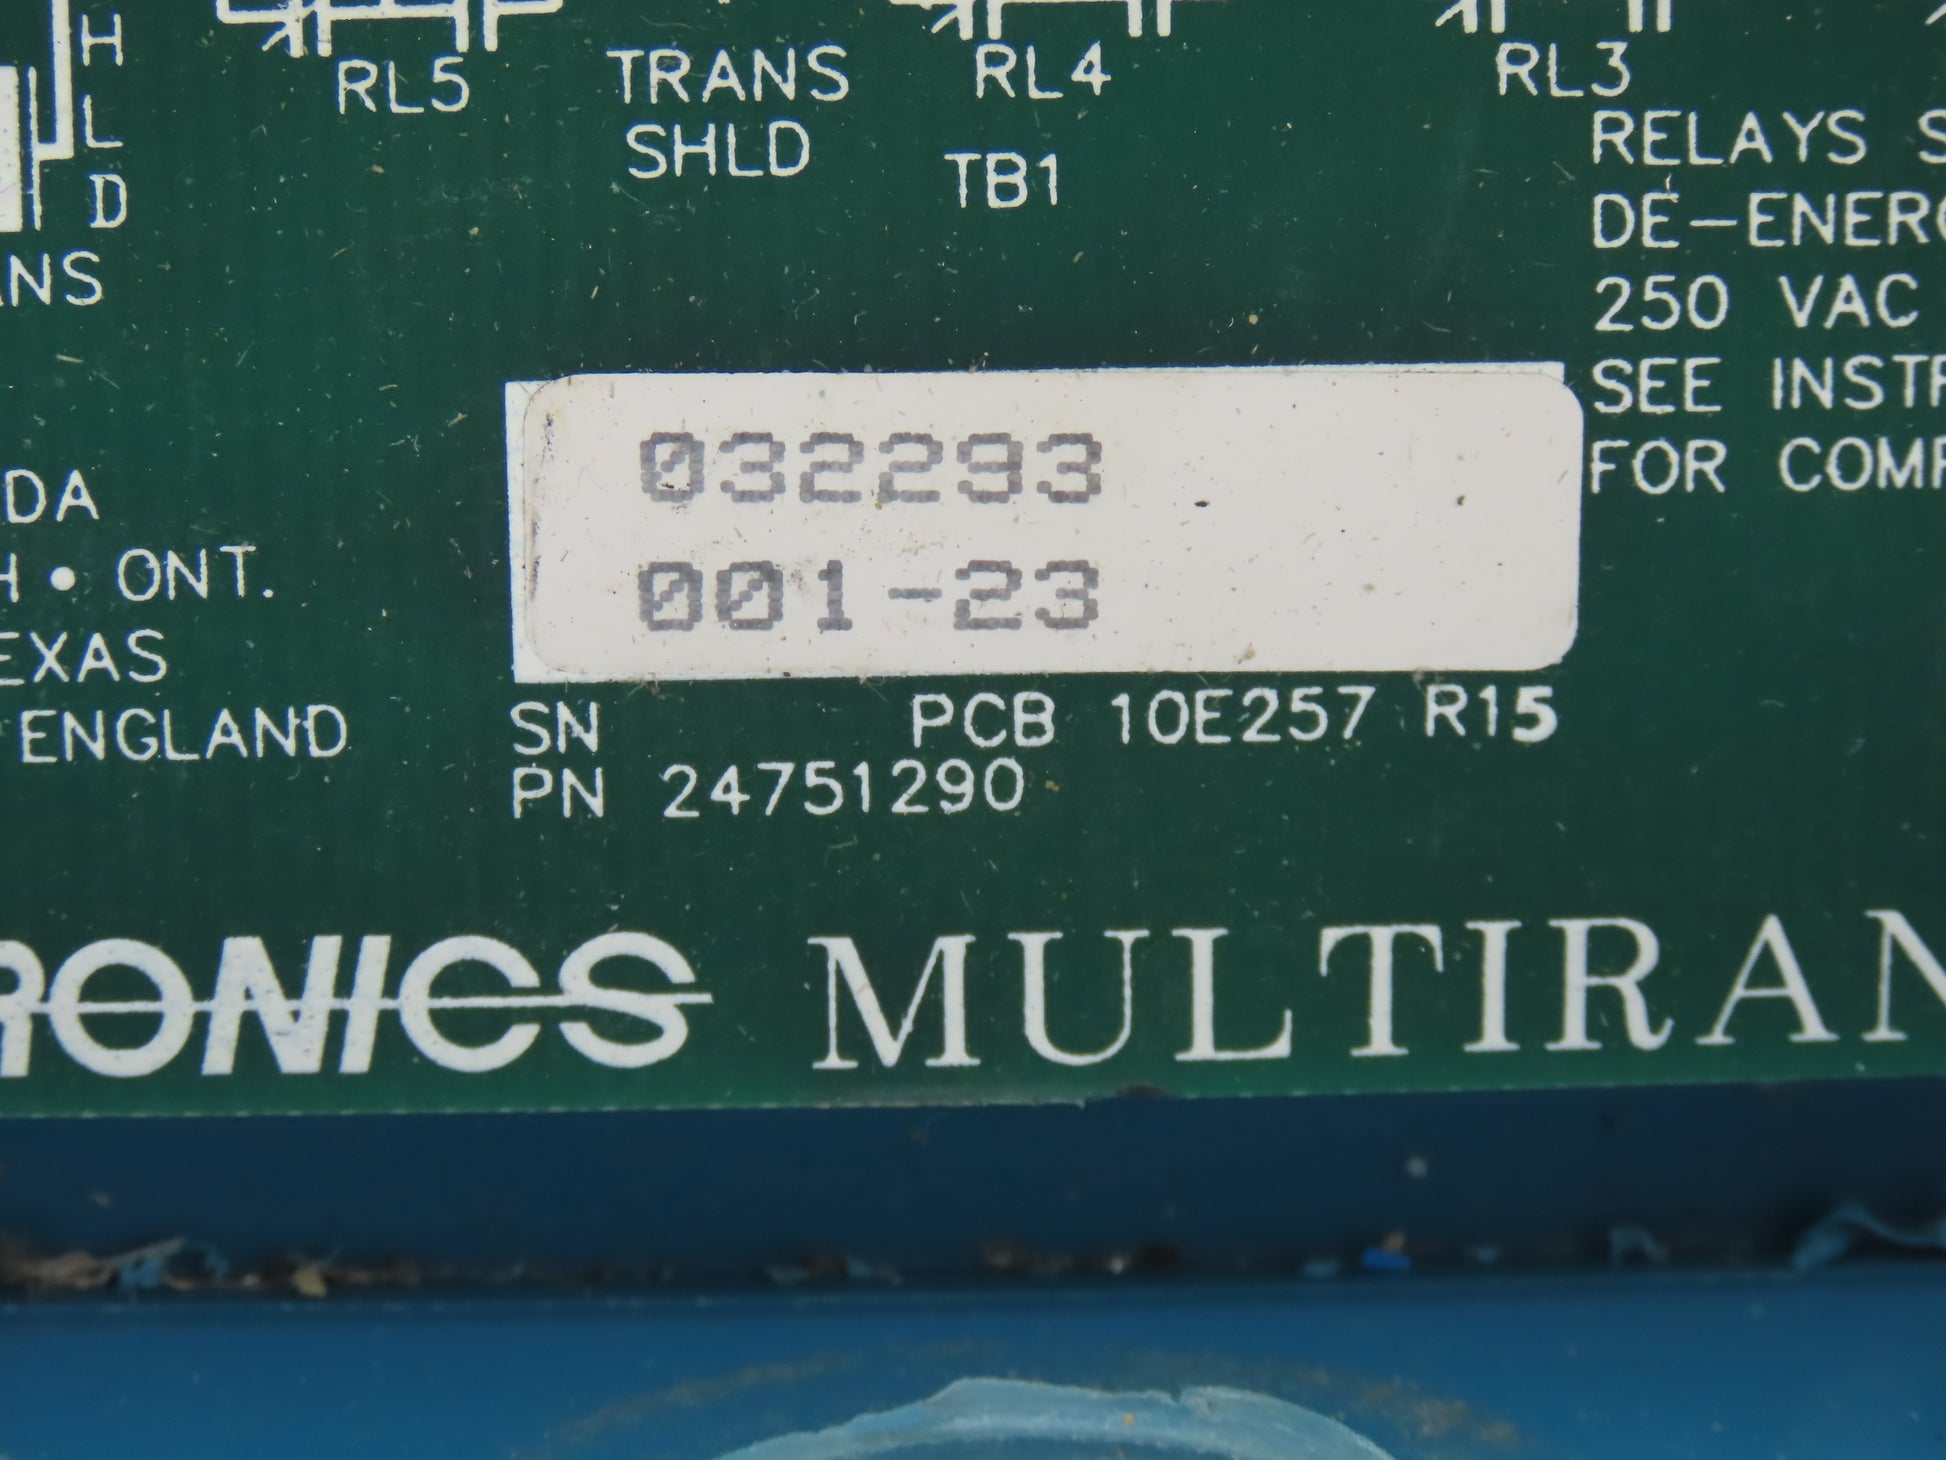 H
L
D
RL5
TRANS
SHLD
RL4
TB1
RL3
RELAYS S
DE-ENERG
250 VAC
SEE INSTR
FOR COMP
ANS
DA
H • ONT.
EXAS
ENGLAND
032293
001-23
SN PCB 10E257 R15
PN 24751290
RONICS MULTIRAN